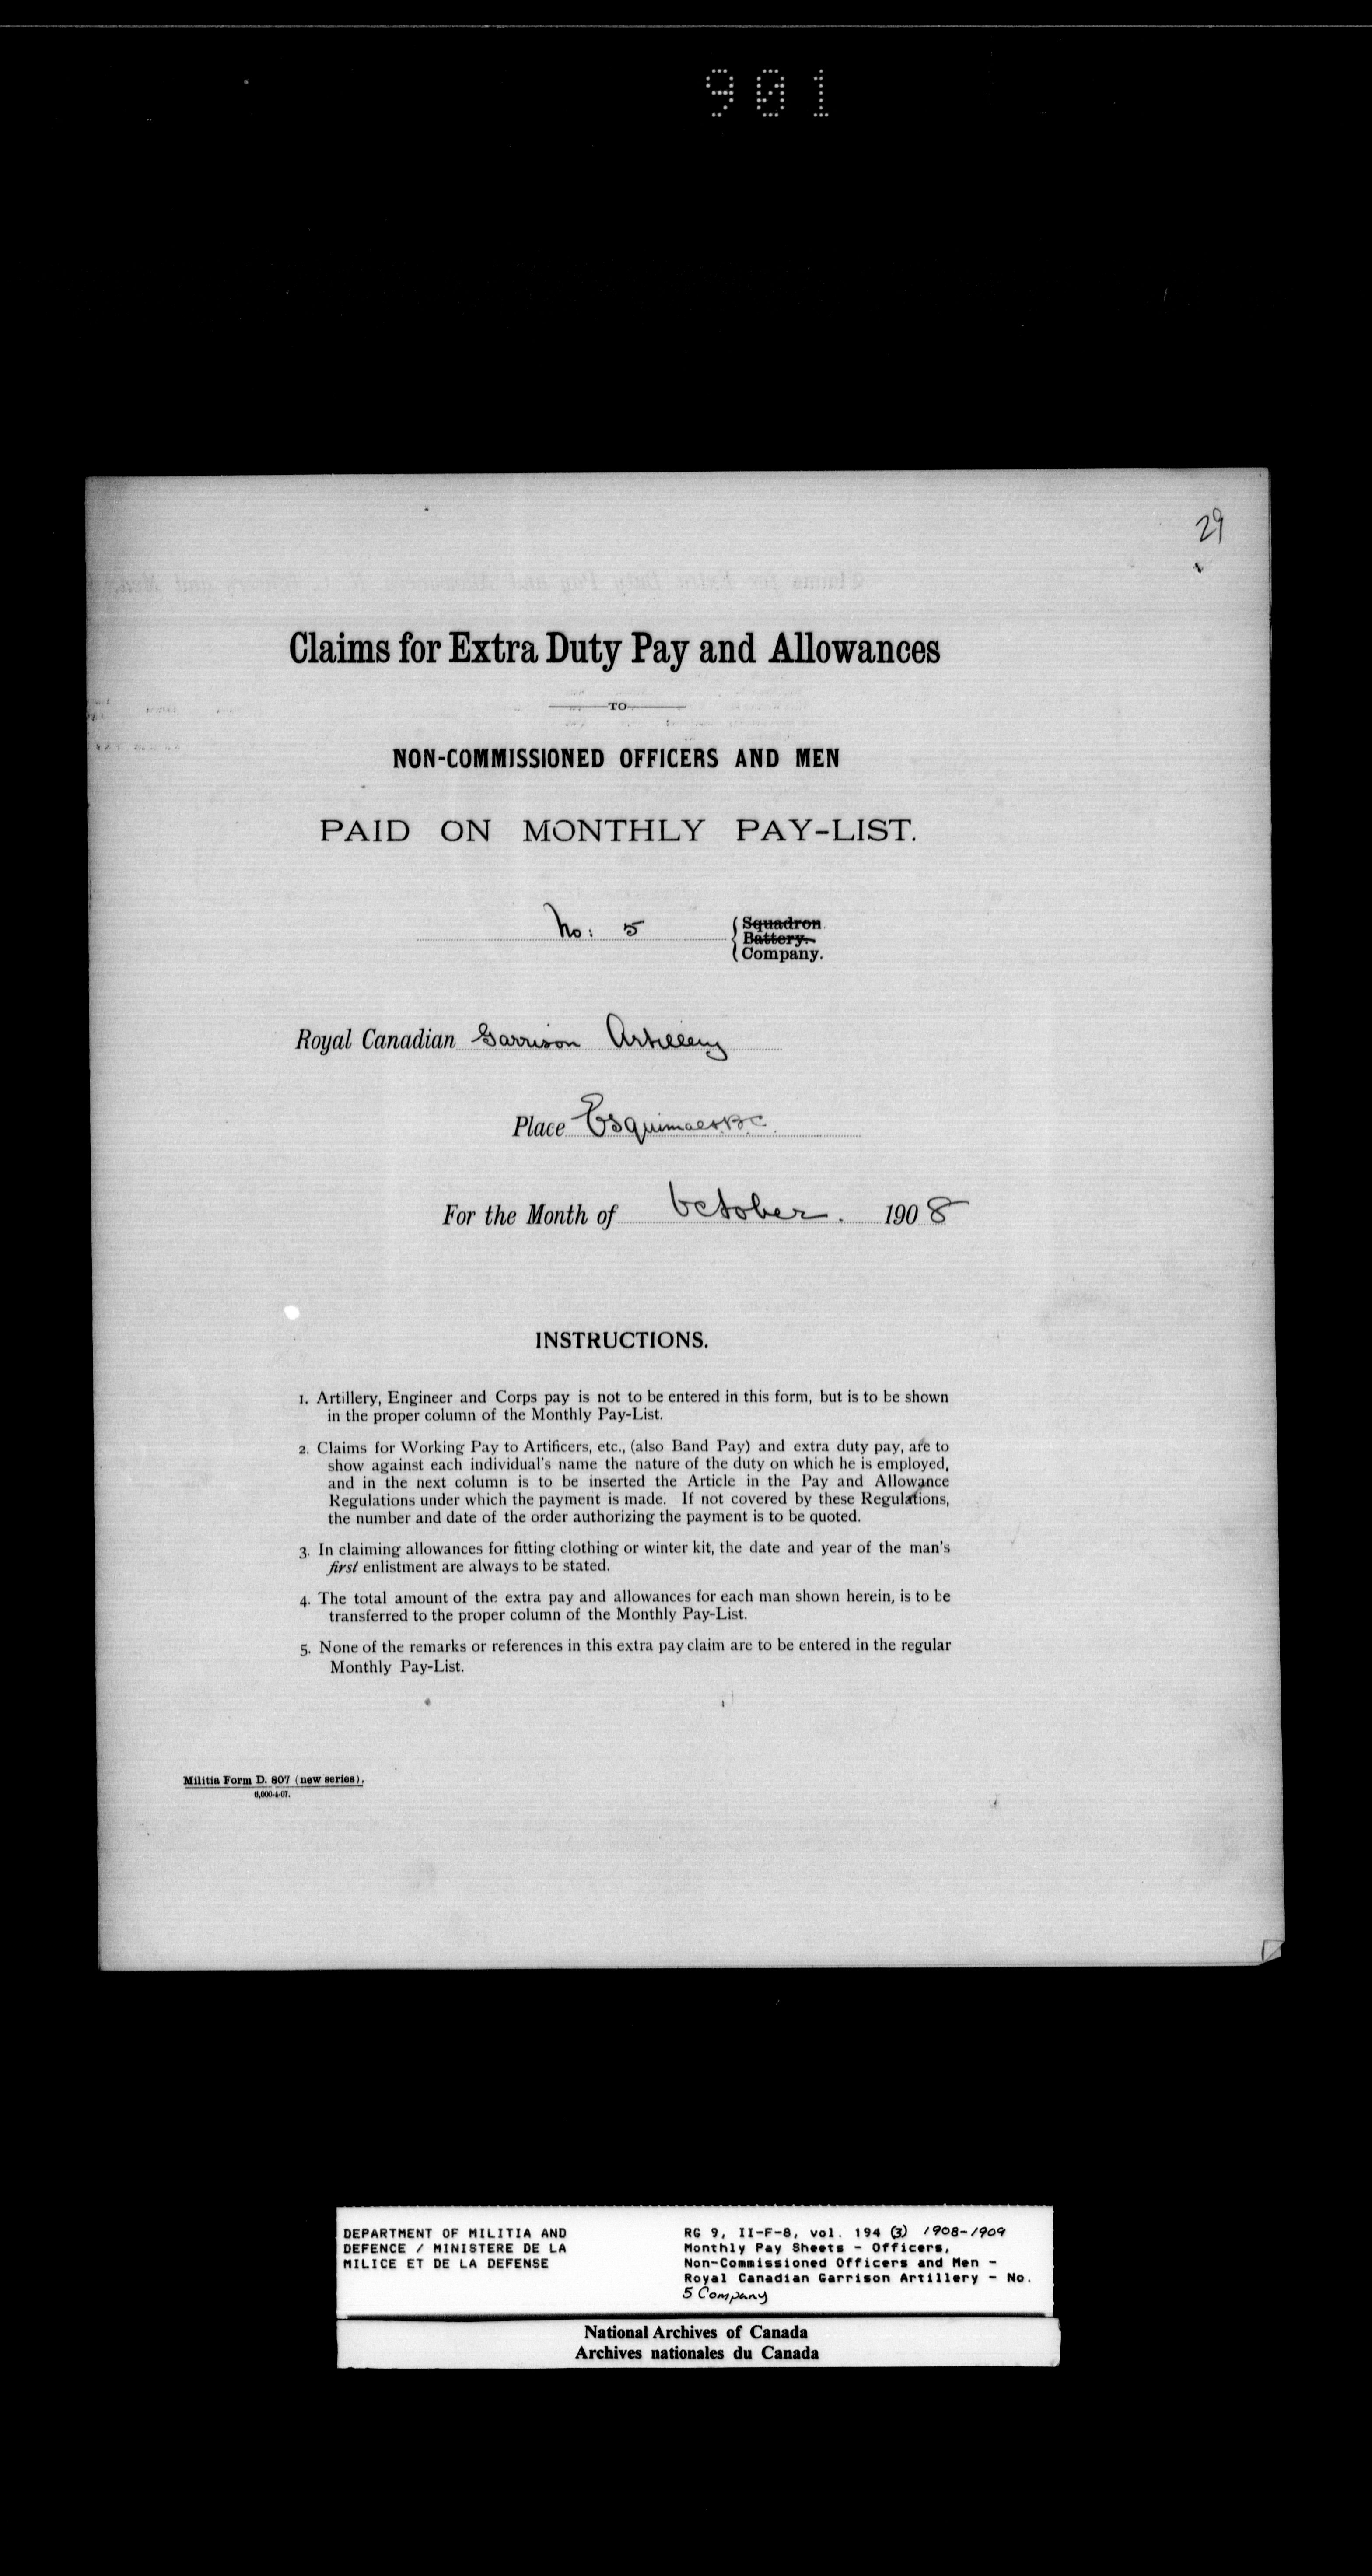 901
29
Claims for Extra Duty Pay and Allowances
TO
NON-COMMISSIONED OFFICERS AND MEN
PAID ON MONTHLY PAY-LIST.
No: 5 { Squadron
Battery.
Company.
Royal Canadian Garrison Artillery
Place Esquimalt B.C.
For the Month of October. 1908
INSTRUCTIONS.
1. Artillery, Engineer and Corps pay is not to be entered in this form, but is to be shown
in the proper column of the Monthly Pay-List.
2. Claims for Working Pay to Artificers, etc., (also Band Pay) and extra duty pay, are to
show against each individual's name the nature of the duty on which he is employed,
and in the next column is to be inserted the Article in the Pay and Allowance
Regulations under which the payment is made. If not covered by these Regulations,
the number and date of the order authorizing the payment is to be quoted.
3. In claiming allowances for fitting clothing or winter kit, the date and year of the man's
first enlistment are always to be stated.
4. The total amount of the extra pay and allowances for each man shown herein, is to be
transferred to the proper column of the Monthly Pay-List.
5. None of the remarks or references in this extra pay claim are to be entered in the regular
Monthly Pay-List.
Militia Form D. 807 (new series).
6,000-4-07.
DEPARTMENT OF MILITIA AND
DEFENCE / MINISTERE DE LA
MILICE ET DE LA DEFENSE
RG 9, II-F-8, vol. 194 (3) 1908-1909
Monthly Pay Sheets - Officers,
Non-Commissioned Officers and Men -
Royal Canadian Garrison Artillery - No.
5 Company
National Archives of Canada
Archives nationales du Canada